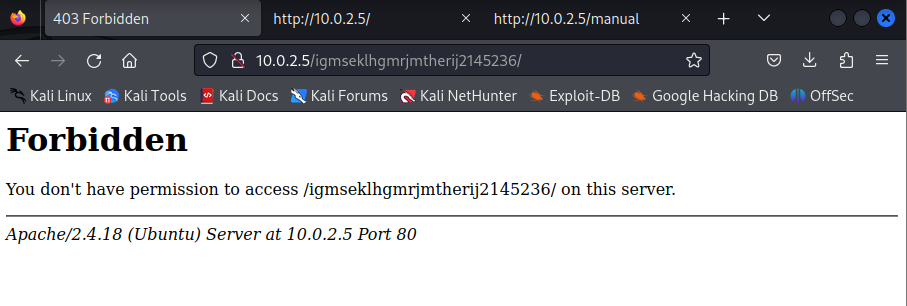 403 Forbidden
http://10.0.2.5/
http://10.0.2.5/manual
10.0.2.5/igmseklhgmrjmtherij2145236/
Kali Linux Kali Tools Kali Docs Kali Forums Kali NetHunter Exploit-DB Google Hacking DB OffSec
Forbidden
You don't have permission to access /igmseklhgmrjmtherij2145236/ on this server.
Apache/2.4.18 (Ubuntu) Server at 10.0.2.5 Port 80